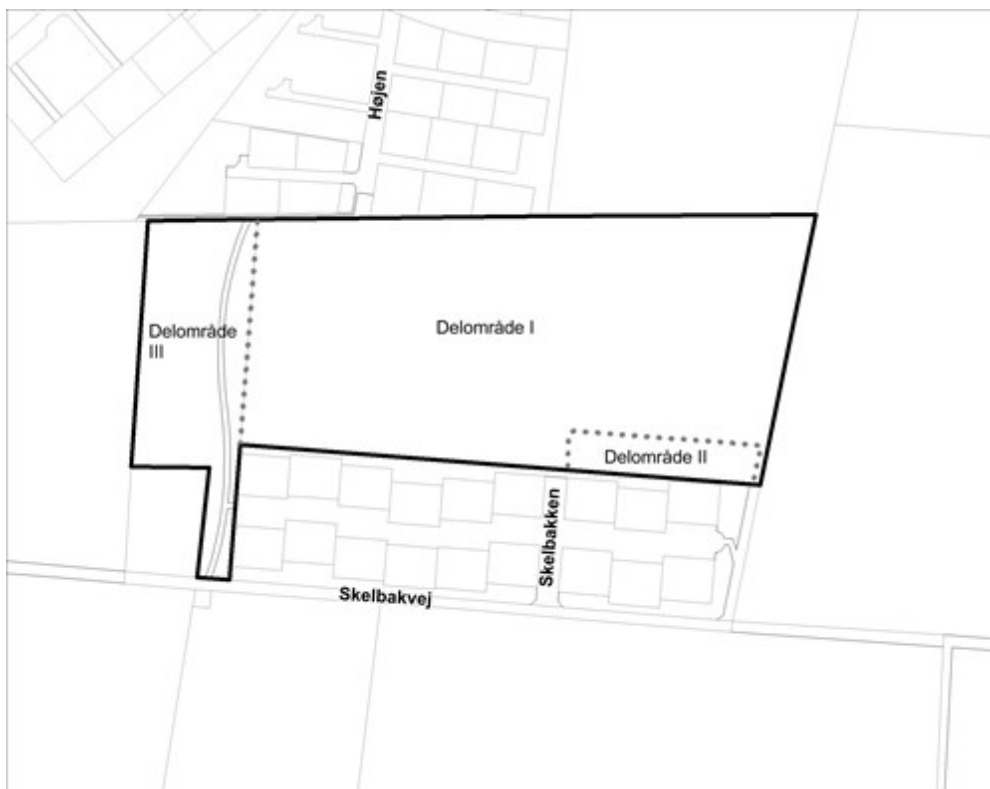 Højen
Delområde
III
Delområde I
Delområde II
Skelbakken
Skelbakvej